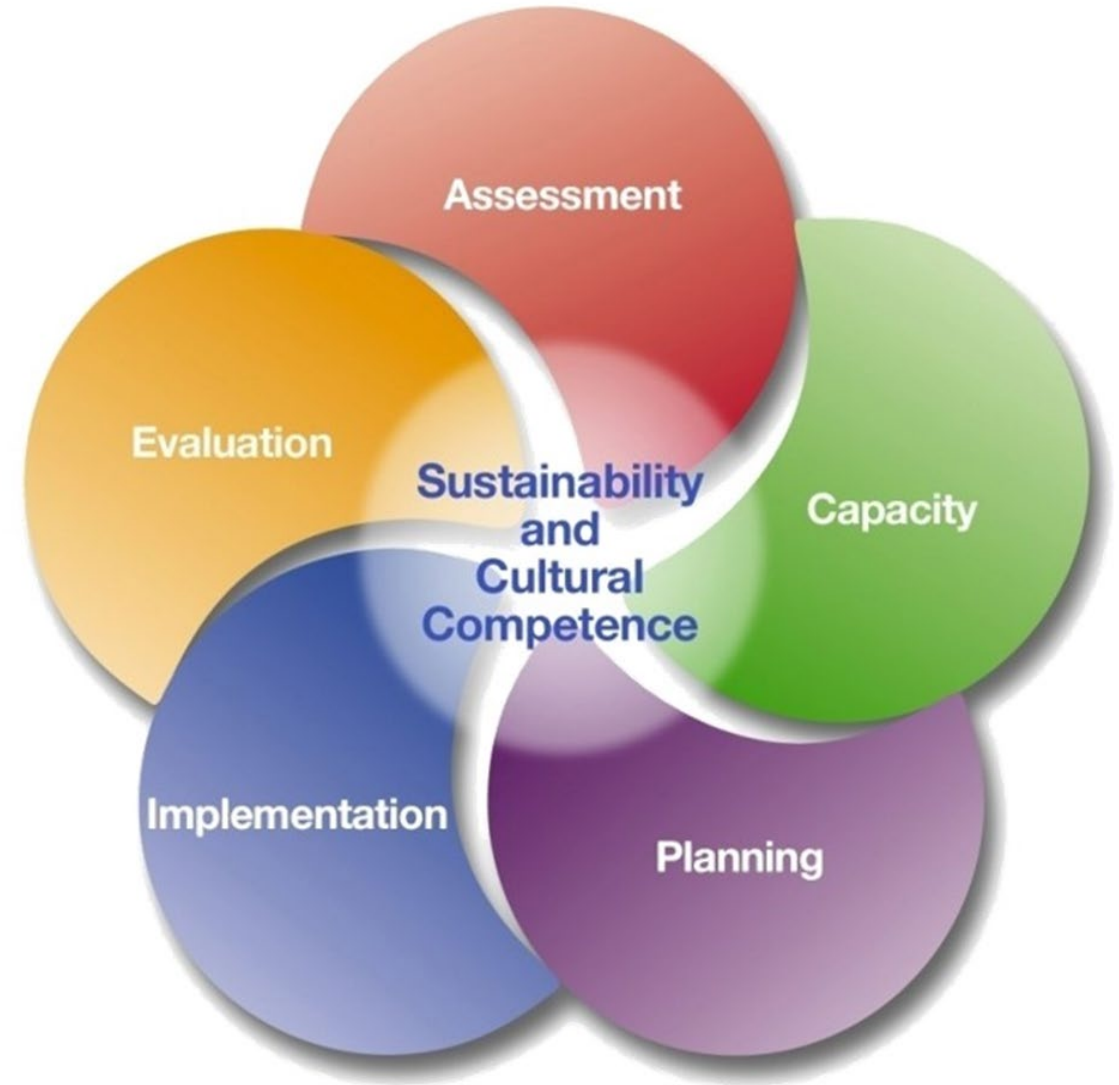 Assessment
Capacity
Planning
Implementation
Evaluation
Sustainability
and
Cultural
Competence